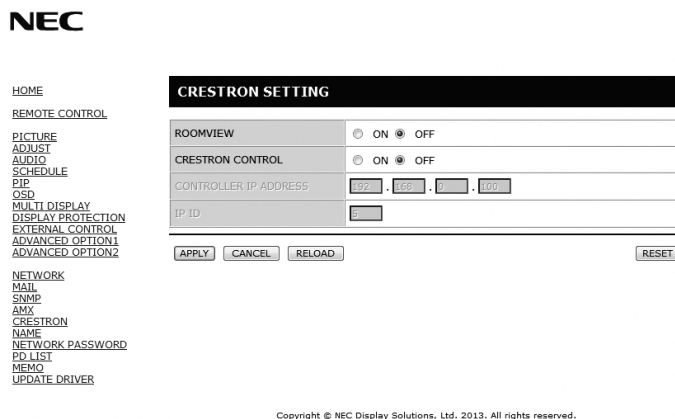 NEC
HOME
REMOTE CONTROL
PICTURE
ADJUST
AUDIO
SCHEDULE
PIP
OSD
MULTI DISPLAY
DISPLAY PROTECTION
EXTERNAL CONTROL
ADVANCED OPTION1
ADVANCED OPTION2
NETWORK
MAIL
SNMP
AMX
CRESTRON
NAME
NETWORK PASSWORD
PD LIST
MEMO
UPDATE DRIVER
CRESTRON SETTING
ROOMVIEW ON OFF
CRESTRON CONTROL ON OFF
CONTROLLER IP ADDRESS 192 . 168 . 0 . 100
IP ID 5
APPLY CANCEL RELOAD RESET
Copyright © NEC Display Solutions, Ltd. 2013. All rights reserved.